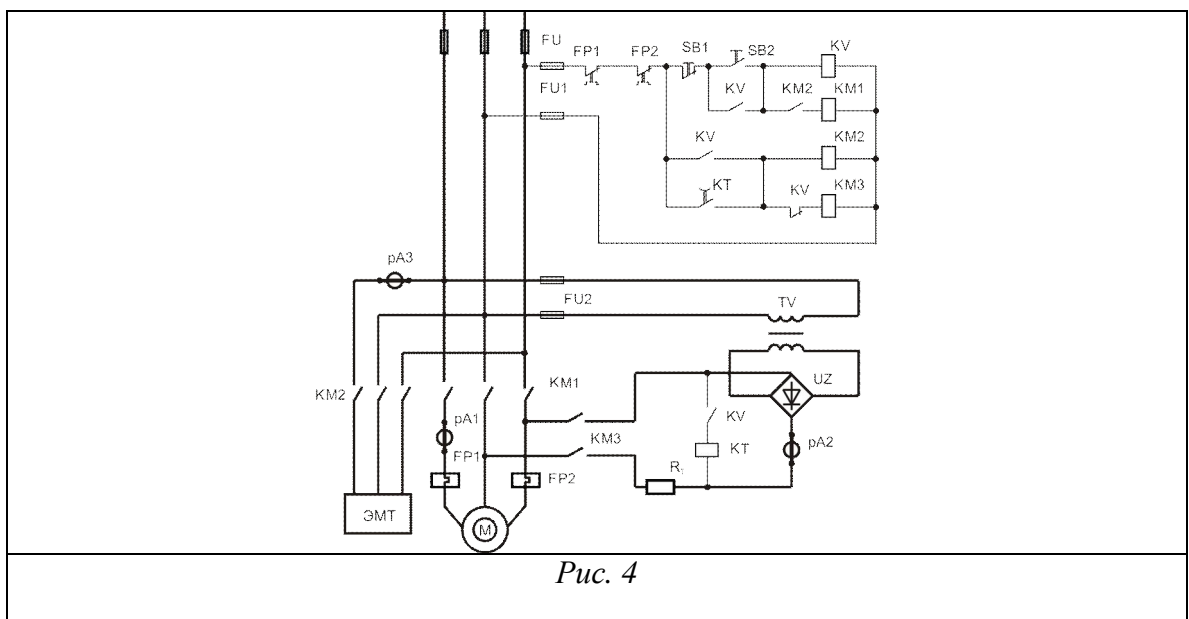 FU FP1 FP2 SB1 SB2 KV
FU1 KV KM2 KM1
KV KM2
KT KV KM3
pA3
FU2 TV
KM2 KM1 UZ
pA1 KV
KM3 pA2
FP1 KT
FP2 R₁
ЭМТ М
Рис. 4